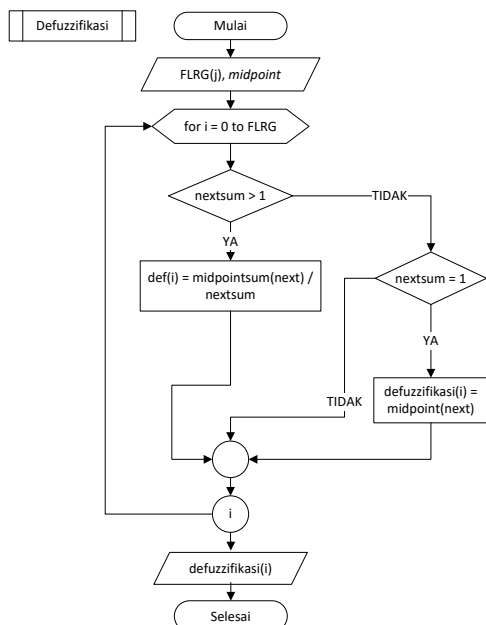 Defuzzifikasi
Mulai
FLRG(j), midpoint
for i = 0 to FLRG
nextsum > 1
TIDAK
YA
def(i) = midpointsum(next) /
nextsum
nextsum = 1
YA
TIDAK
defuzzifikasi(i) =
midpoint(next)
i
defuzzifikasi(i)
Selesai